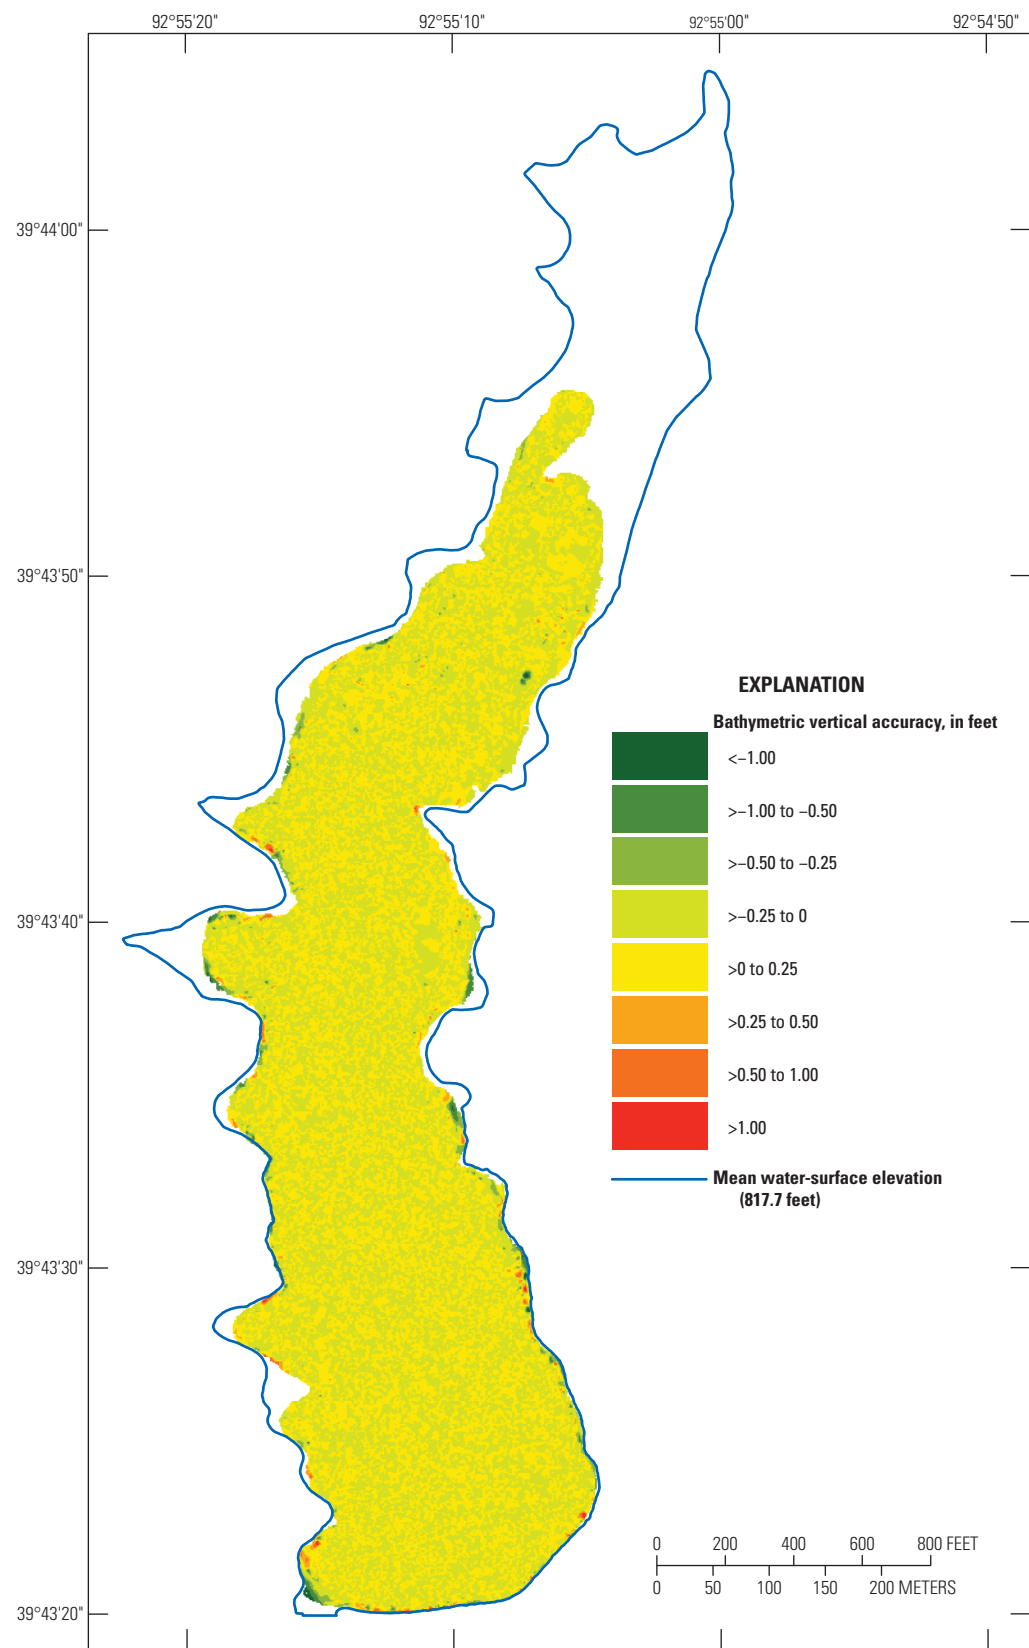 92°55'20" 92°55'10" 92°55'00" 92°54'50"
39°44'00"
39°43'50"
EXPLANATION
Bathymetric vertical accuracy, in feet
<−1.00
>−1.00 to −0.50
>−0.50 to −0.25
>−0.25 to 0
>0 to 0.25
>0.25 to 0.50
>0.50 to 1.00
>1.00
Mean water-surface elevation
(817.7 feet)
39°43'40"
39°43'30"
0 200 400 600 800 FEET
0 50 100 150 200 METERS
39°43'20"